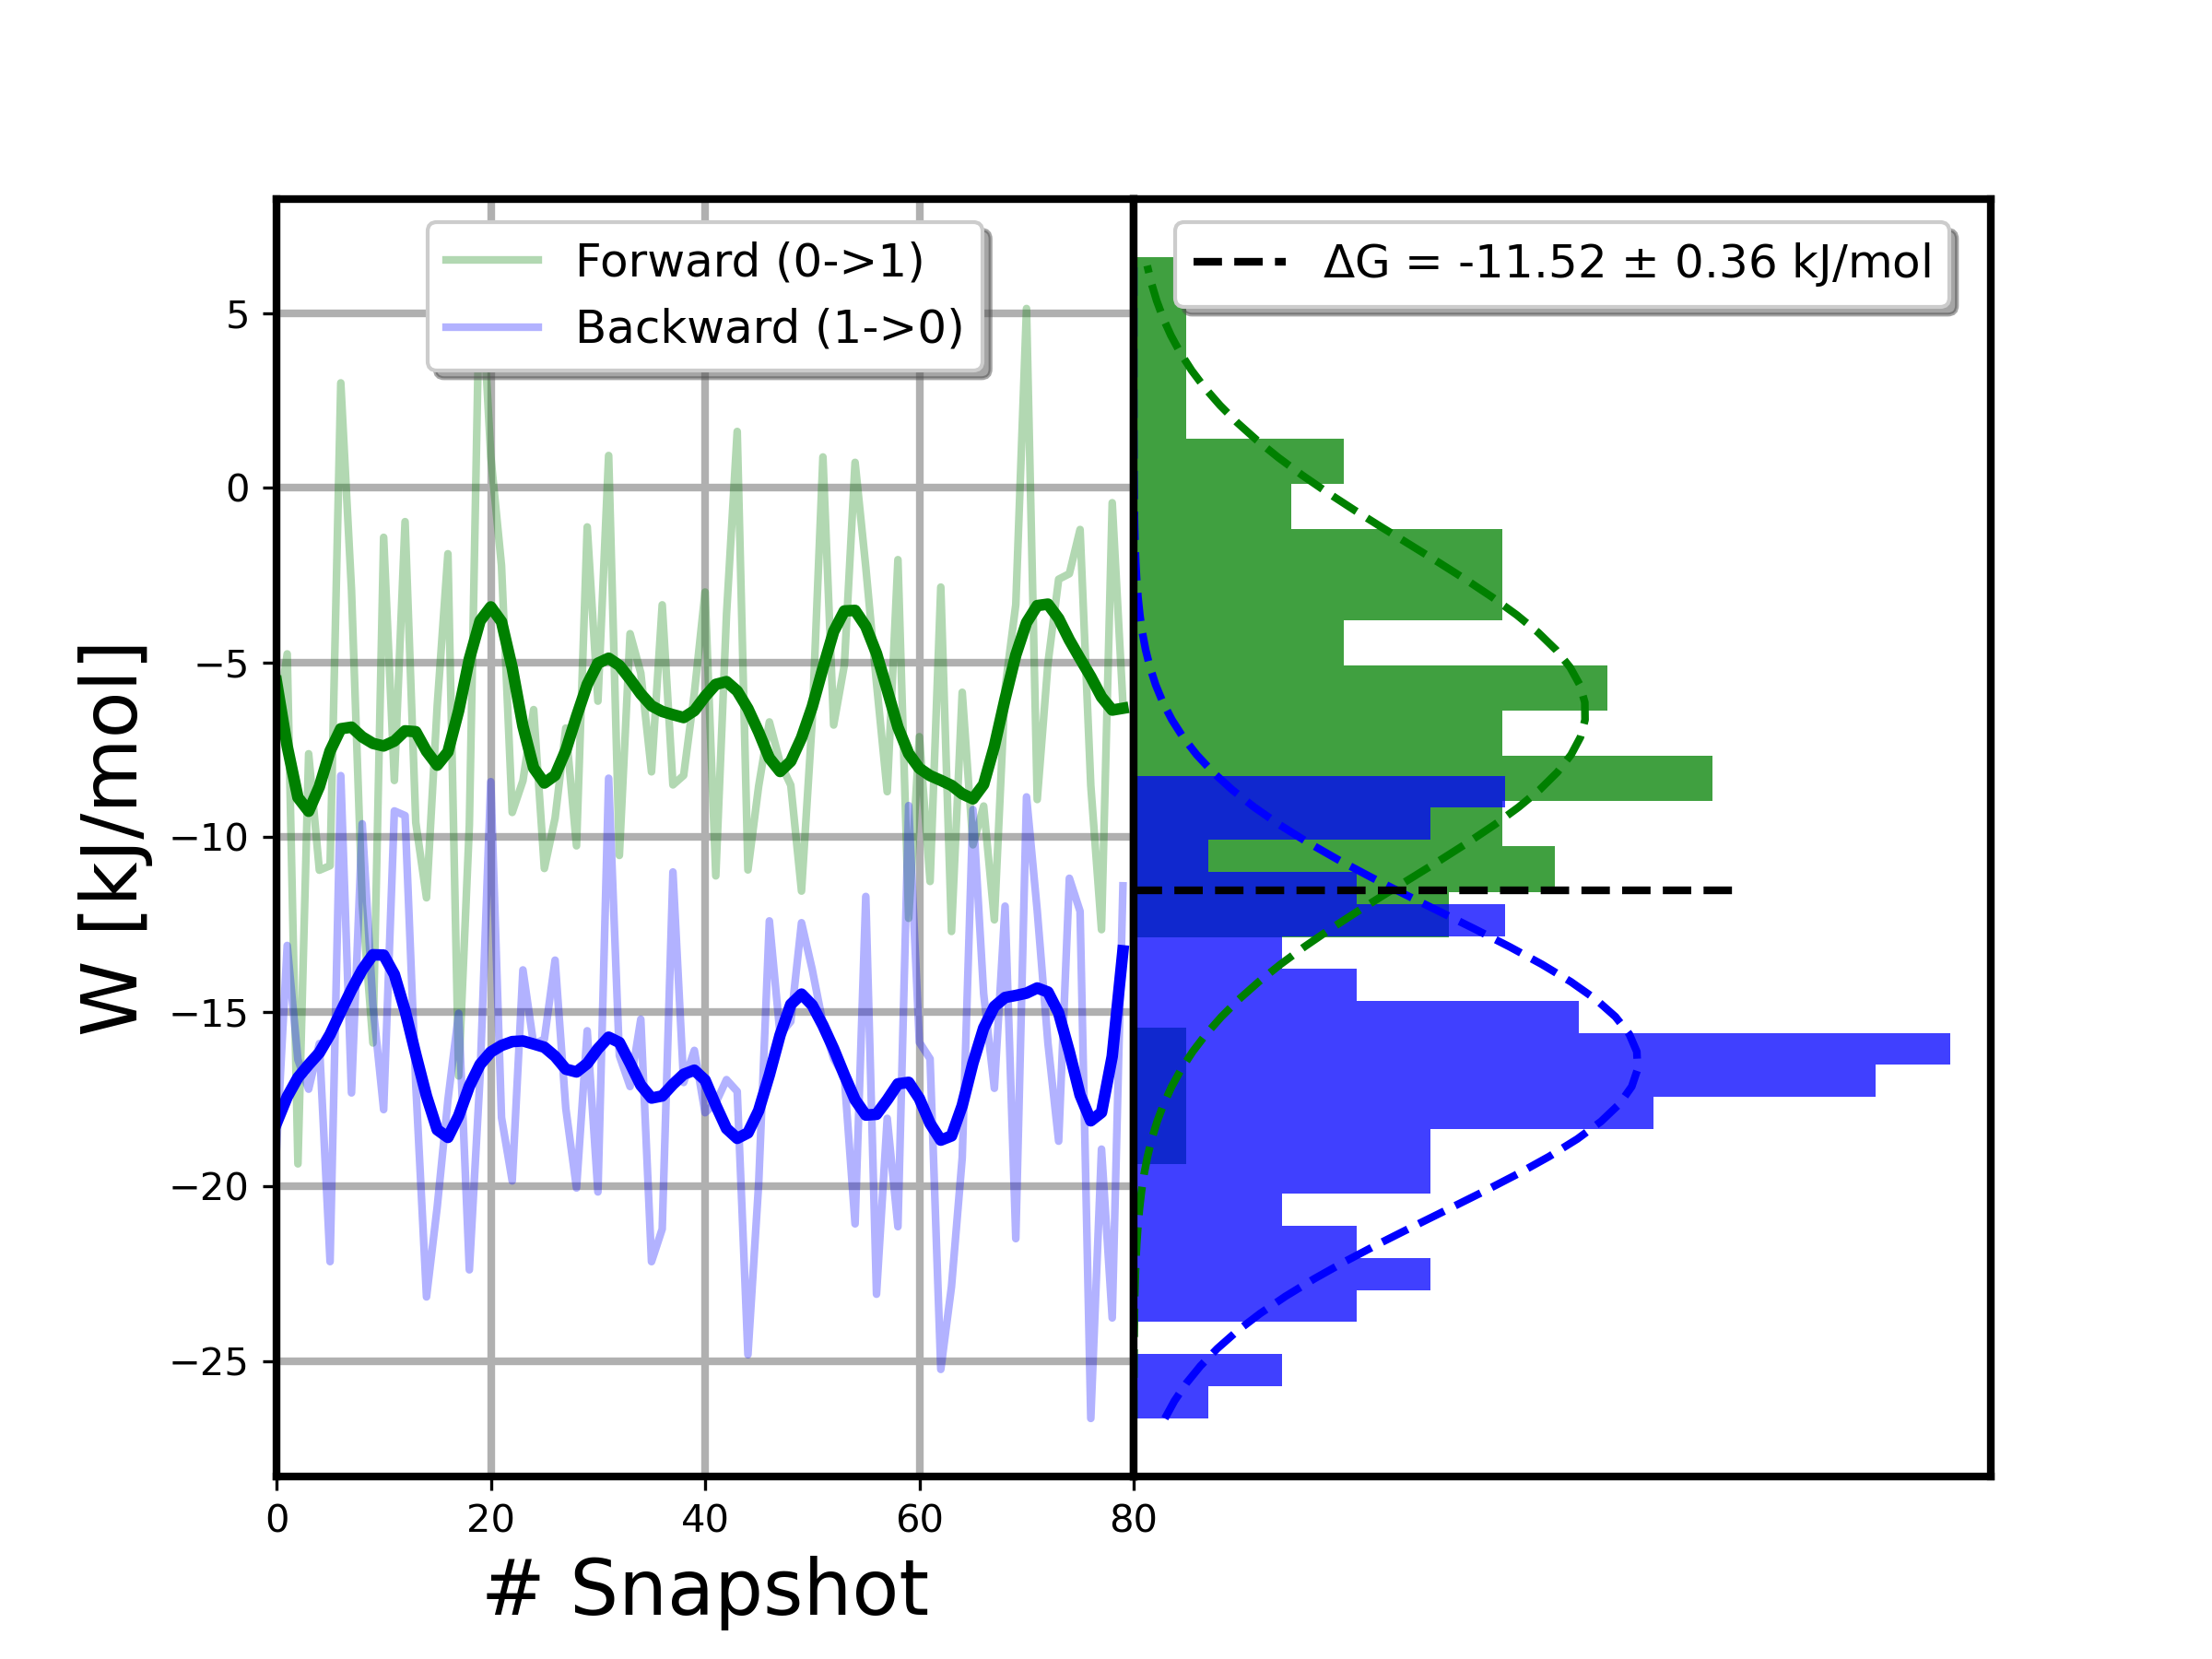 Forward (0->1)
Backward (1->0)
ΔG = -11.52 ± 0.36 kJ/mol
W [kJ/mol]
5
0
−5
−10
−15
−20
−25
0 20 40 60 80
# Snapshot